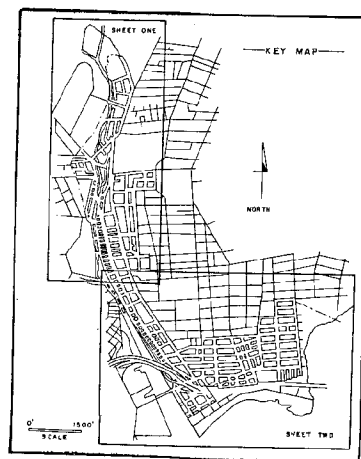 SHEET ONE
KEY MAP
NORTH
0' 1500'
SCALE
SHEET TWO